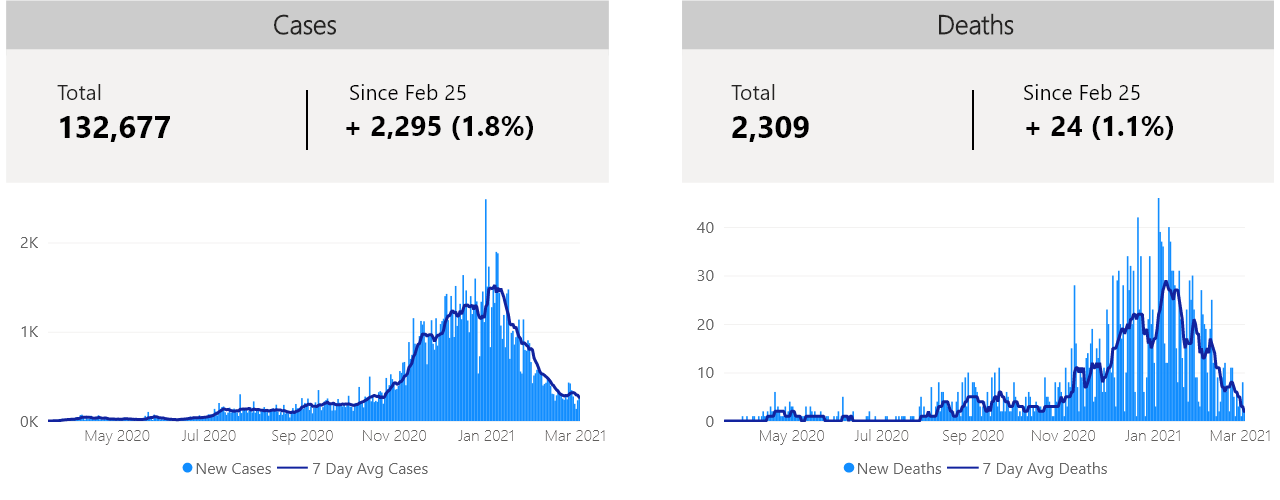 Cases
Total
132,677
Since Feb 25
+ 2,295 (1.8%)
2K
1K
0K
May 2020 Jul 2020 Sep 2020 Nov 2020 Jan 2021 Mar 2021
New Cases 7 Day Avg Cases
Deaths
Total
2,309
Since Feb 25
+ 24 (1.1%)
40
30
20
10
0
May 2020 Jul 2020 Sep 2020 Nov 2020 Jan 2021 Mar 2021
New Deaths 7 Day Avg Deaths